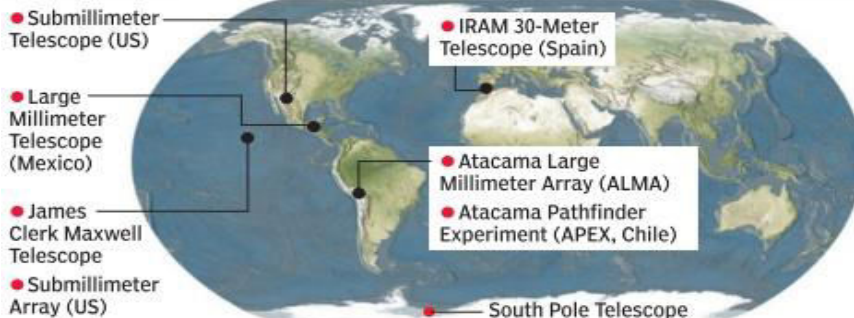 Submillimeter
Telescope (US)
Large
Millimeter
Telescope
(Mexico)
James
Clerk Maxwell
Telescope
Submillimeter
Array (US)
IRAM 30-Meter
Telescope (Spain)
Atacama Large
Millimeter Array (ALMA)
Atacama Pathfinder
Experiment (APEX, Chile)
South Pole Telescope